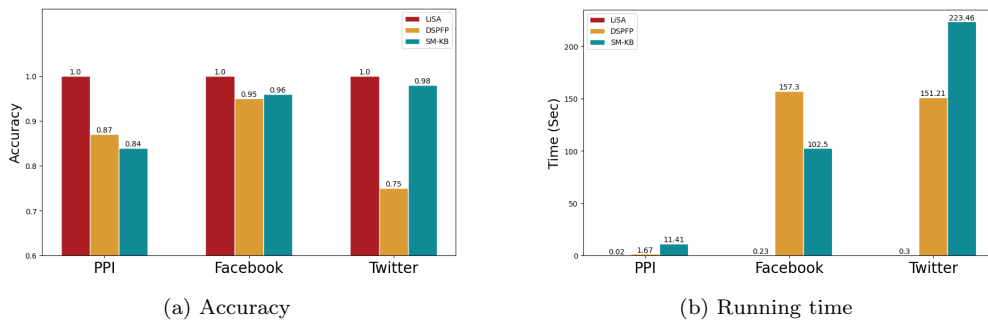 LiSA
DSPFP
SM-KB
Accuracy
1.0
0.9
0.8
0.7
0.6
1.0
0.87
0.84
1.0
0.95
0.96
1.0
0.75
0.98
PPI
Facebook
Twitter
(a) Accuracy
LiSA
DSPFP
SM-KB
Time (Sec)
200
150
100
50
0
0.02
1.67
11.41
0.23
157.3
102.5
0.3
151.21
223.46
PPI
Facebook
Twitter
(b) Running time